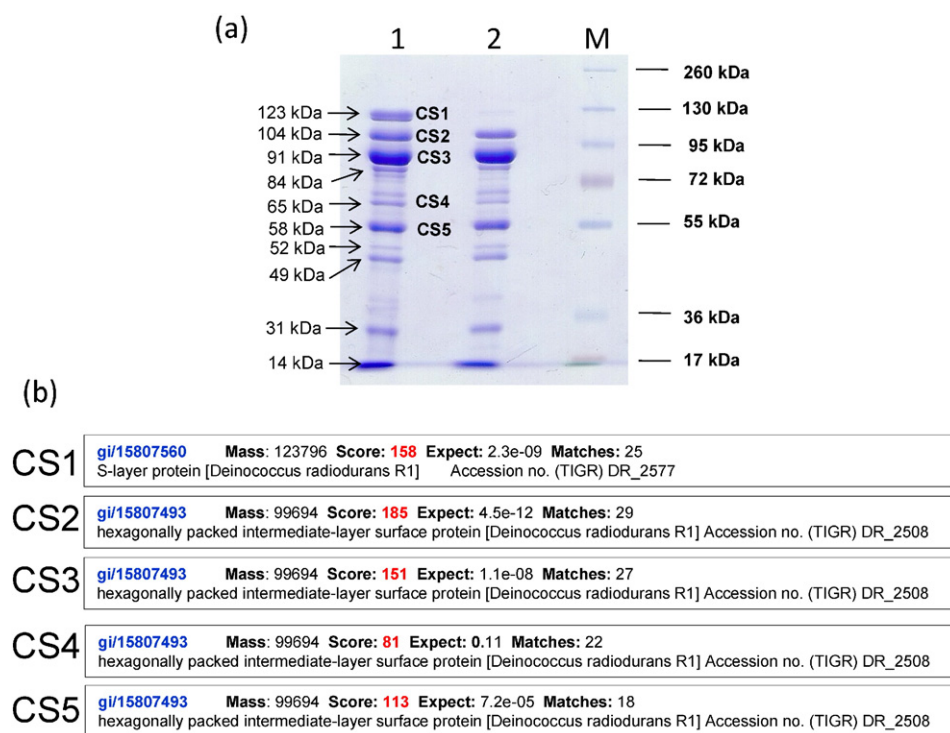 (a)
1 2 M
123 kDa
104 kDa
91 kDa
84 kDa
65 kDa
58 kDa
52 kDa
49 kDa
31 kDa
14 kDa
CS1
CS2
CS3
CS4
CS5
260 kDa
130 kDa
95 kDa
72 kDa
55 kDa
36 kDa
17 kDa
(b)
CS1
gi/15807560 Mass: 123796 Score: 158 Expect: 2.3e-09 Matches: 25
S-layer protein [Deinococcus radiodurans R1] Accession no. (TIGR) DR_2577
CS2
gi/15807493 Mass: 99694 Score: 185 Expect: 4.5e-12 Matches: 29
hexagonally packed intermediate-layer surface protein [Deinococcus radiodurans R1] Accession no. (TIGR) DR_2508
CS3
gi/15807493 Mass: 99694 Score: 151 Expect: 1.1e-08 Matches: 27
hexagonally packed intermediate-layer surface protein [Deinococcus radiodurans R1] Accession no. (TIGR) DR_2508
CS4
gi/15807493 Mass: 99694 Score: 81 Expect: 0.11 Matches: 22
hexagonally packed intermediate-layer surface protein [Deinococcus radiodurans R1] Accession no. (TIGR) DR_2508
CS5
gi/15807493 Mass: 99694 Score: 113 Expect: 7.2e-05 Matches: 18
hexagonally packed intermediate-layer surface protein [Deinococcus radiodurans R1] Accession no. (TIGR) DR_2508